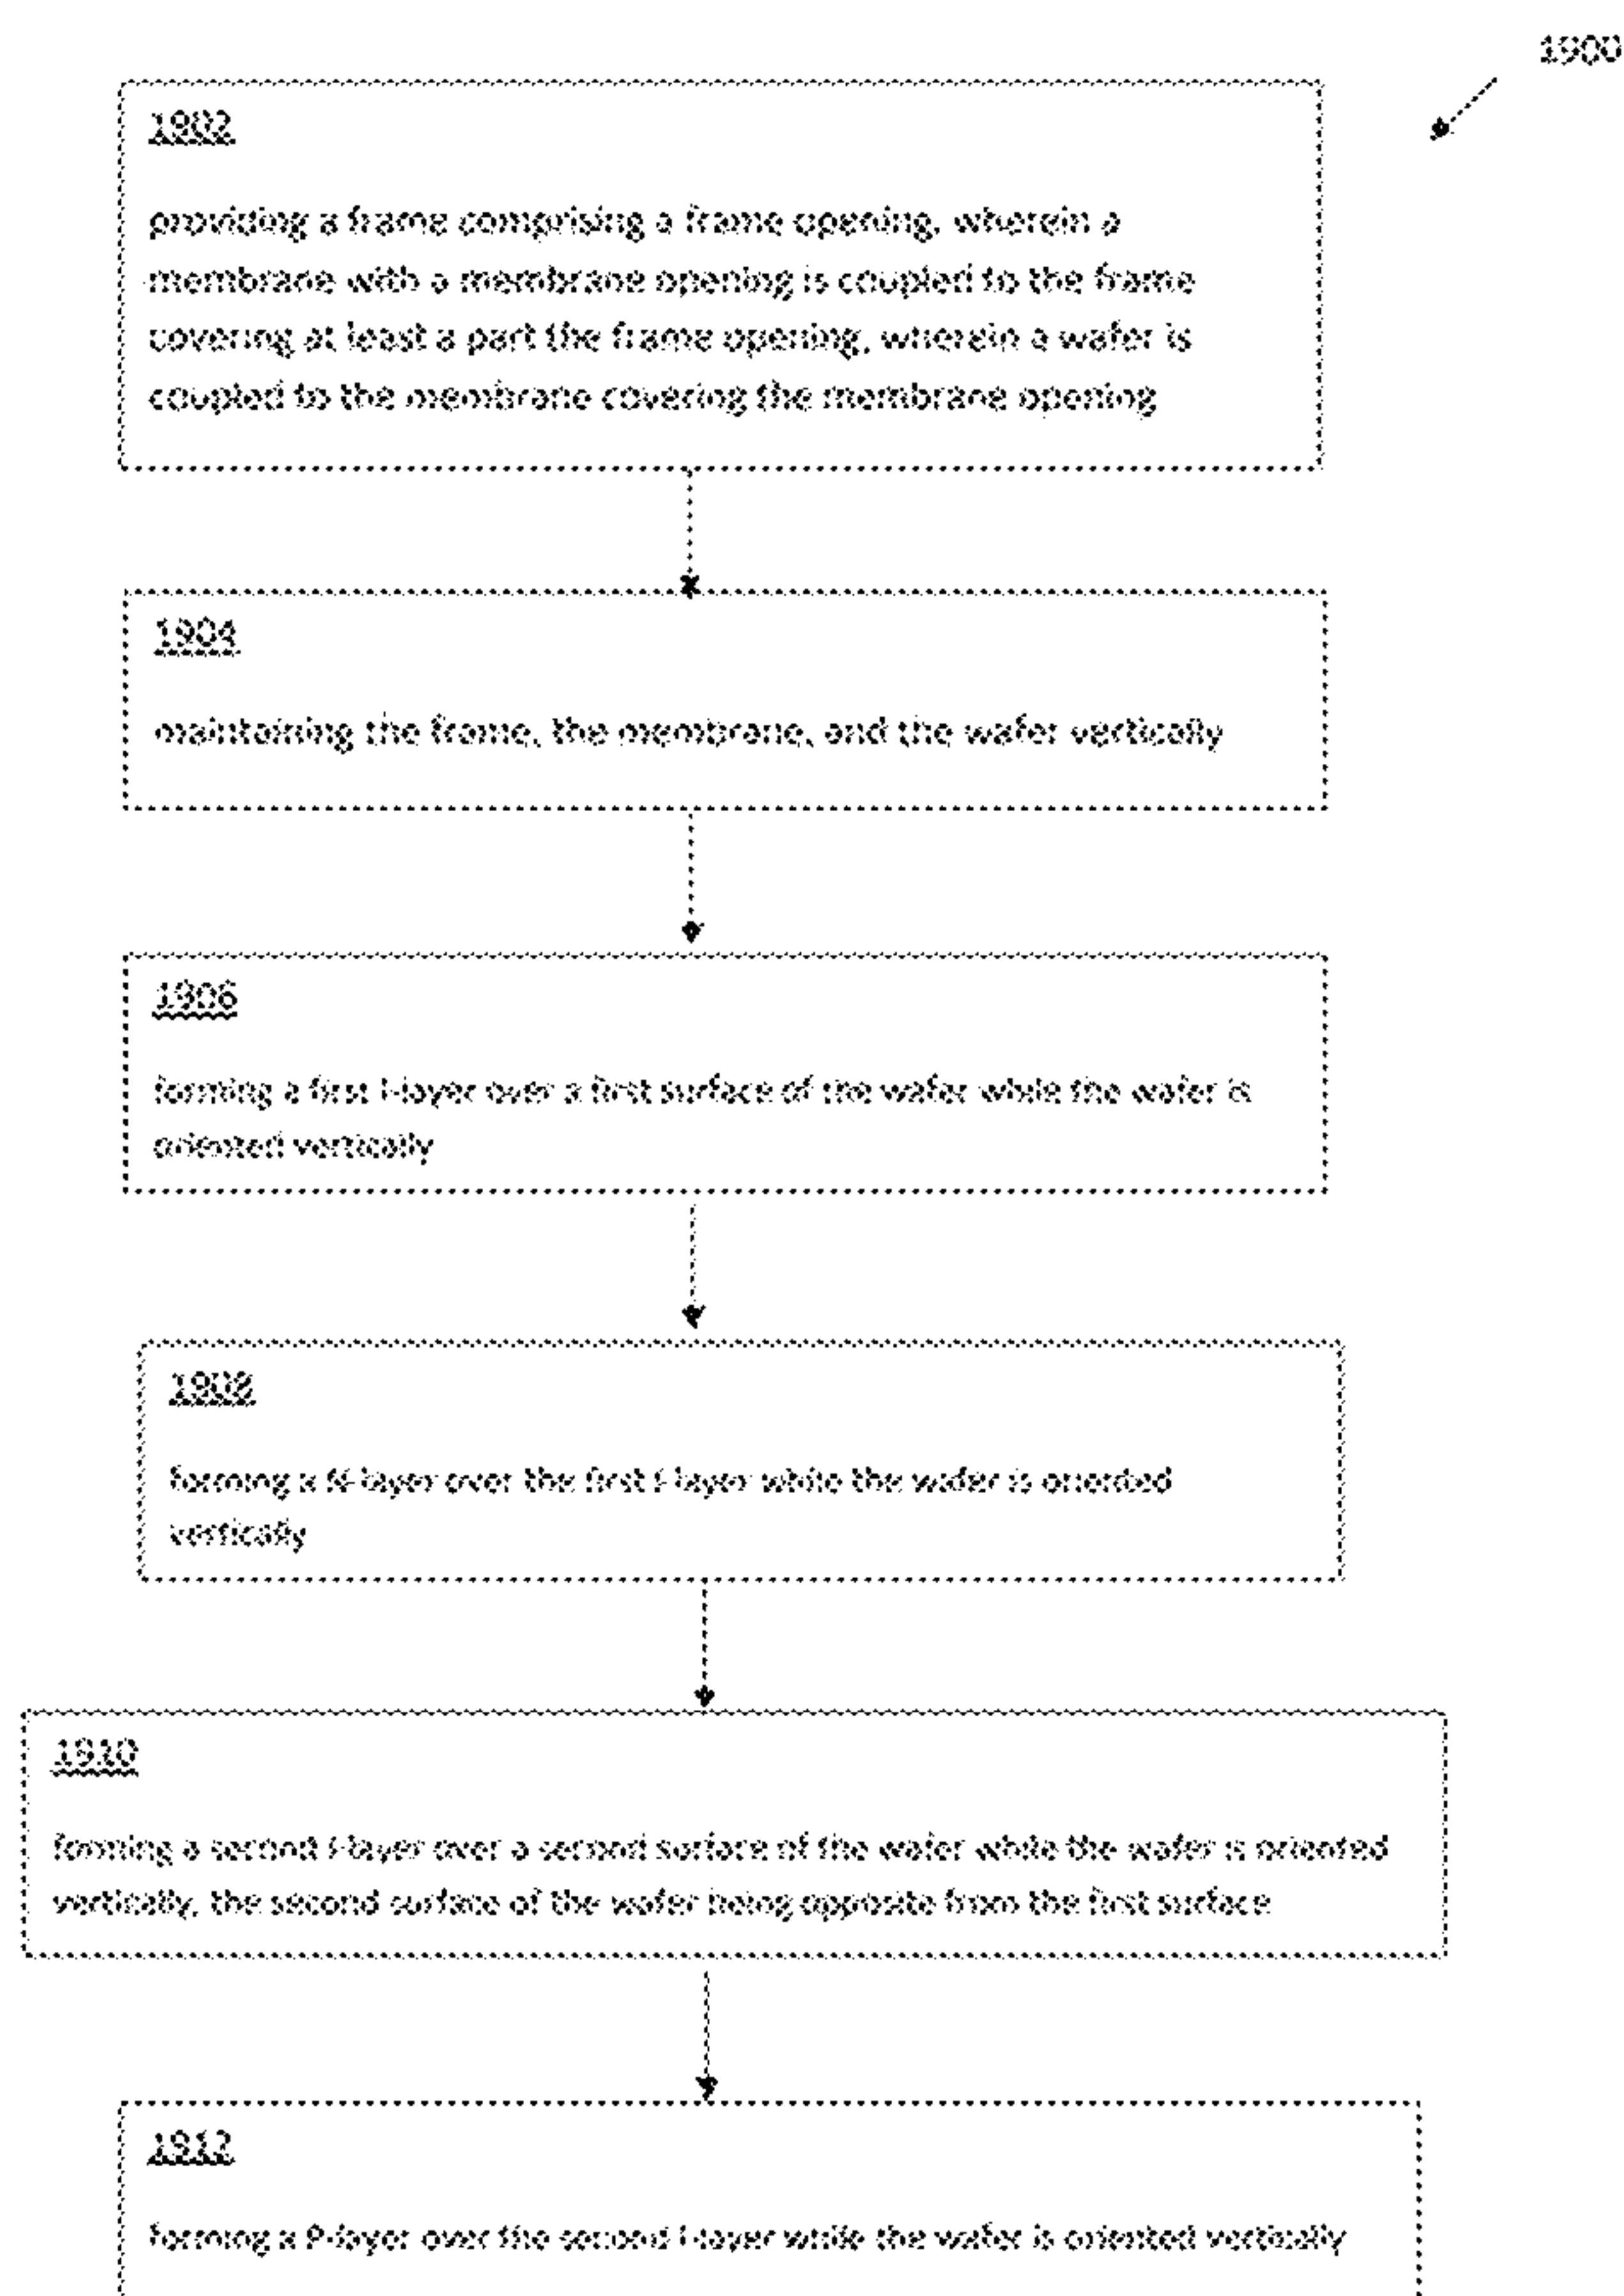 1900
1902
providing a frame comprising a frame opening, wherein a
membrane with a membrane opening is coupled to the frame
covering at least a part the frame opening, wherein a wafer is
coupled to the membrane covering the membrane opening
1904
maintaining the frame, the membrane, and the wafer vertically
1906
forming a first I-layer over a first surface of the wafer while the wafer is
oriented vertically
1908
forming a N-layer over the first I-layer while the wafer is oriented
vertically
1910
forming a second I-layer over a second surface of the wafer while the wafer is oriented
vertically, the second surface of the wafer being opposite from the first surface
1912
forming a P-layer over the second I-layer while the wafer is oriented vertically